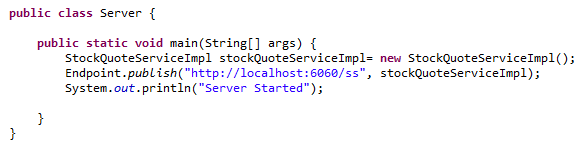 public class Server {
public static void main(String[] args) {
StockQuoteServiceImpl stockQuoteServiceImpl= new StockQuoteServiceImpl();
Endpoint.publish("http://localhost:6060/ss", stockQuoteServiceImpl);
System.out.println("Server Started");
}
}